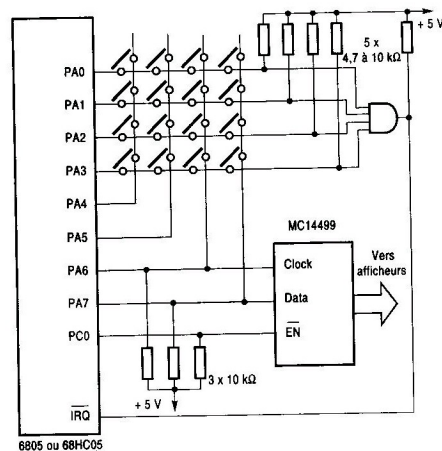 + 5 V
5 x
4,7 à 10 kΩ
PA0
PA1
PA2
PA3
PA4
PA5
PA6
PA7
PC0
IRQ
MC14499
Clock
Data
EN
Vers
afficheurs
3 x 10 kΩ
+ 5 V
6805 ou 68HC05